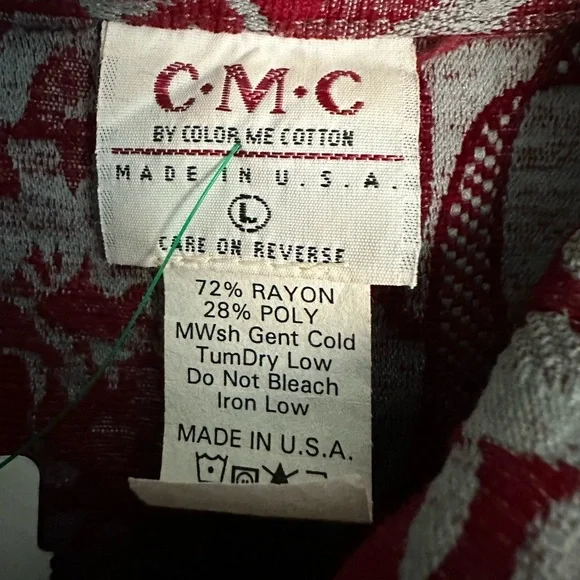 C·M·C
BY COLOR ME COTTON
MADE IN U.S.A.
L
CARE ON REVERSE
72% RAYON
28% POLY
MWsh Gent Cold
TumDry Low
Do Not Bleach
Iron Low
MADE IN U.S.A.